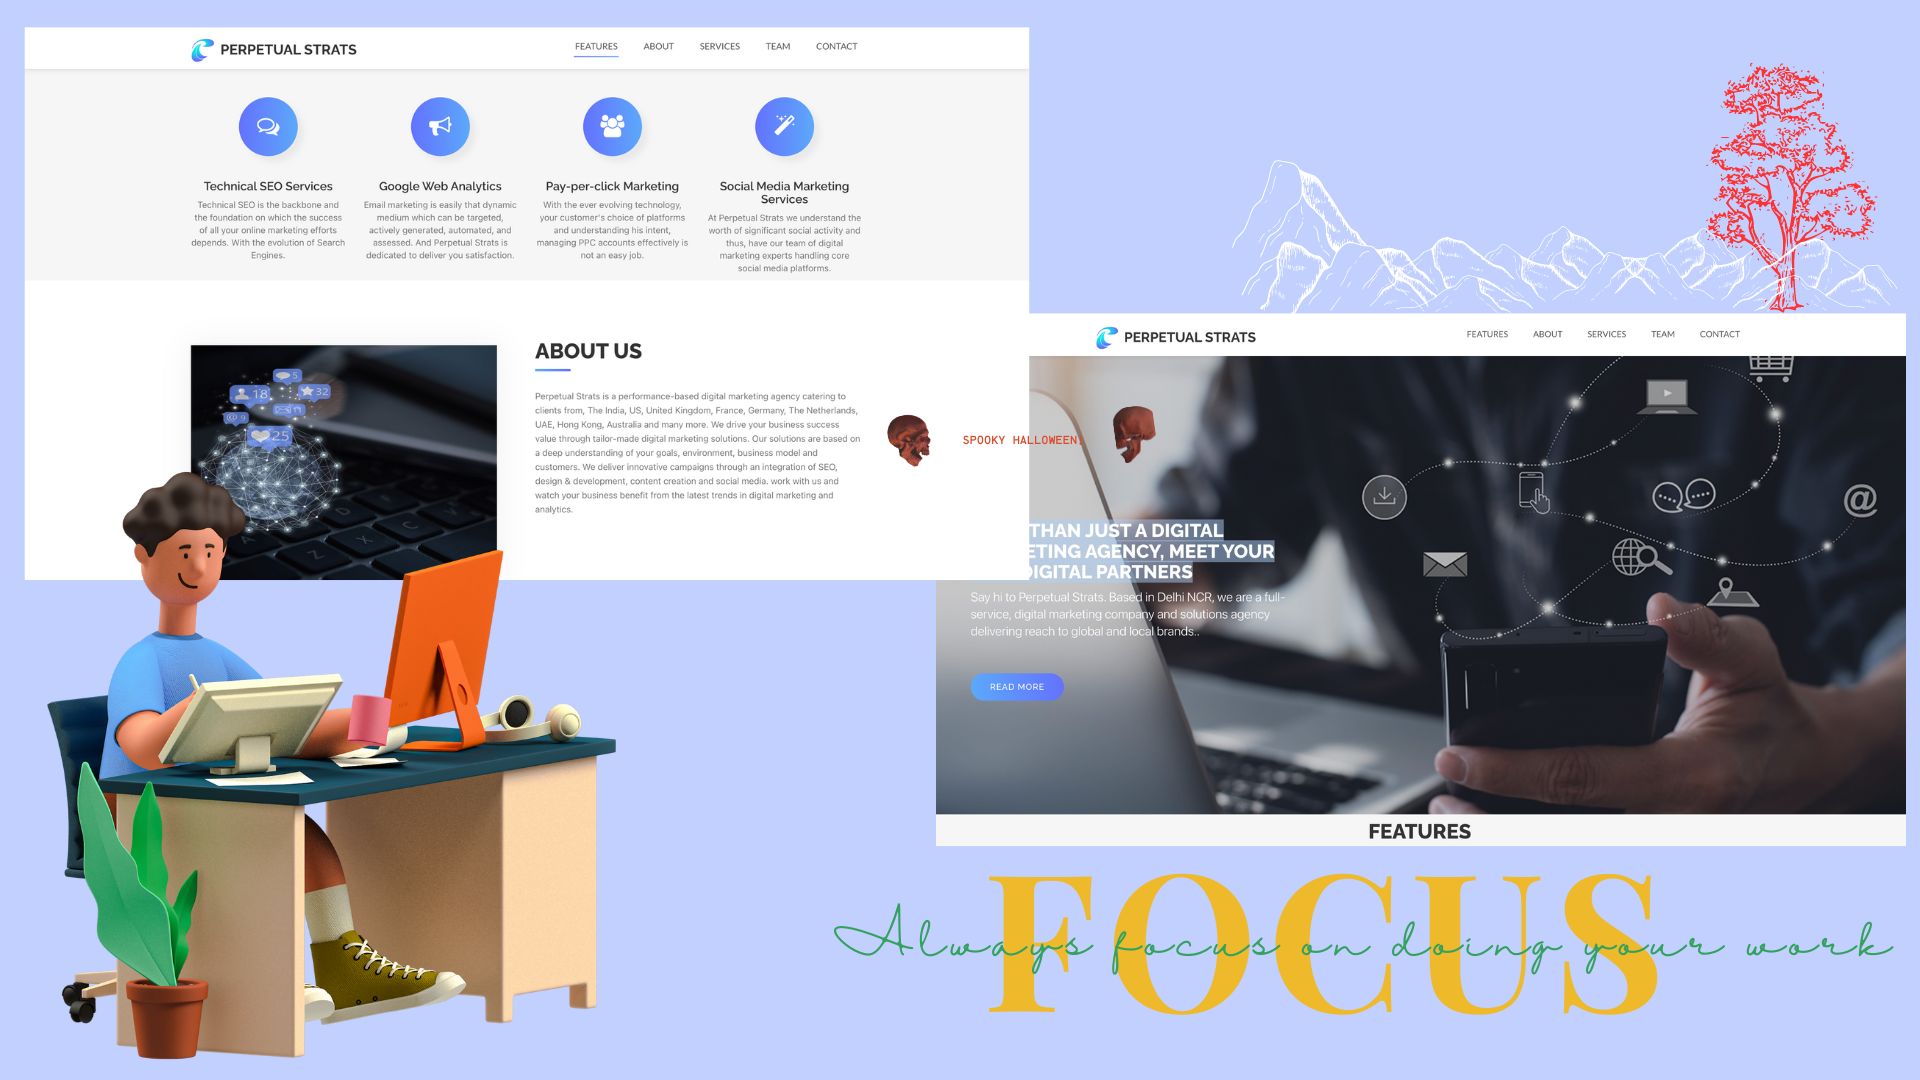 PERPETUAL STRATS
FEATURES ABOUT SERVICES TEAM CONTACT
Technical SEO Services
Technical SEO is the backbone and
the foundation on which the success
of all your online marketing efforts
depends. With the evolution of Search
Engines.
Google Web Analytics
Email marketing is easily that dynamic
medium which can be targeted,
actively generated, automated, and
assessed. And Perpetual Strats is
dedicated to deliver you satisfaction.
Pay-per-click Marketing
With the ever evolving technology,
your customer's choice of platforms
and understanding his intent,
managing PPC accounts effectively is
not an easy job.
Social Media Marketing
Services
At Perpetual Strats we understand the
worth of significant social activity and
thus, have our team of digital
marketing experts handling core
social media platforms.
5
18
32
9
25
ABOUT US
Perpetual Strats is a performance-based digital marketing agency catering to
clients from, The India, US, United Kingdom, France, Germany, The Netherlands,
UAE, Hong Kong, Australia and many more. We drive your business success
value through tailor-made digital marketing solutions. Our solutions are based on
a deep understanding of your goals, environment, business model and
customers. We deliver innovative campaigns through an integration of SEO,
design & development, content creation and social media. work with us and
watch your business benefit from the latest trends in digital marketing and
analytics.
SPOOKY HALLOWEEN!
PERPETUAL STRATS
FEATURES ABOUT SERVICES TEAM CONTACT
THAN JUST A DIGITAL
ETING AGENCY, MEET YOUR
DIGITAL PARTNERS
Say hi to Perpetual Strats. Based in Delhi NCR, we are a full-
service, digital marketing company and solutions agency
delivering reach to global and local brands..
READ MORE
@
FEATURES
FOCUS
Always focus on doing your work